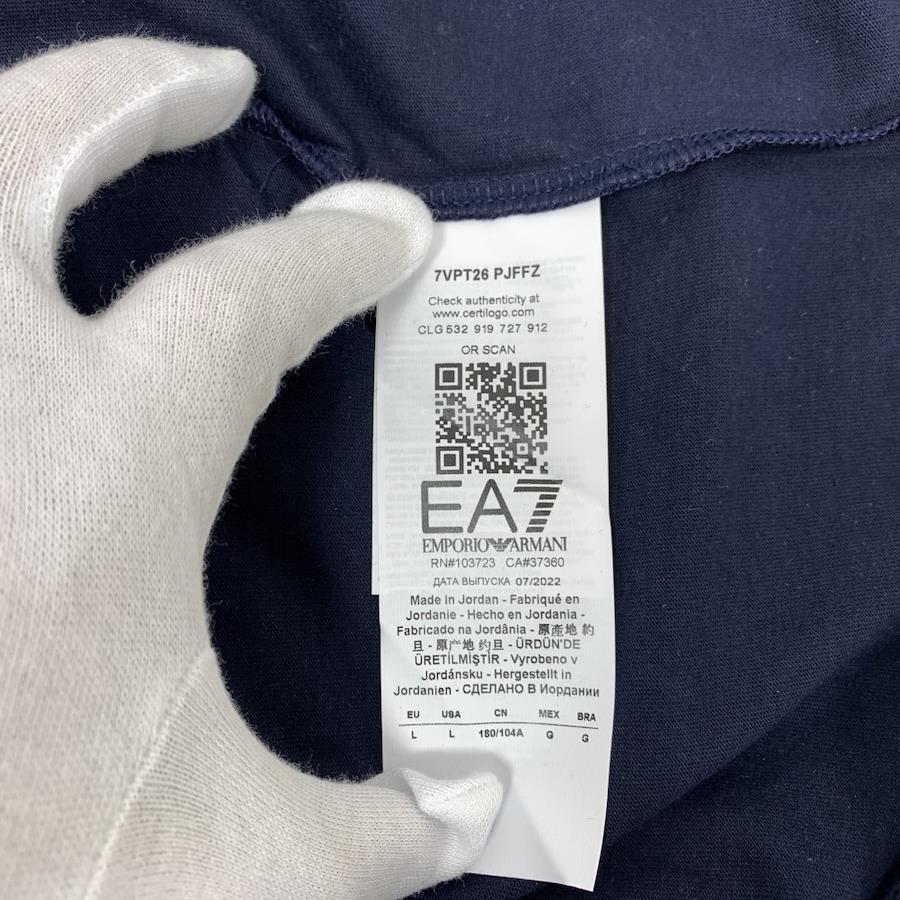 7VPT26 PJFFZ
Check authenticity at
www.certilogo.com
CLG 532 919 727 912
OR SCAN
EA7
EMPORIO ARMANI
RN#103723 CA#37360
ДАТА ВЫПУСКА 07/2022
Made in Jordan - Fabriqué en
Jordanie - Hecho en Jordania -
Fabricado na Jordânia - 原產地 約
旦 - 原产地 约旦 - ÜRDÜN'DE
ÜRETİLMİŞTİR - Vyrobeno v
Jordánsku - Hergestellt in
Jordanien - СДЕЛАНО В Иордании
EU USA CN MEX BRA
L L 180/104A G G